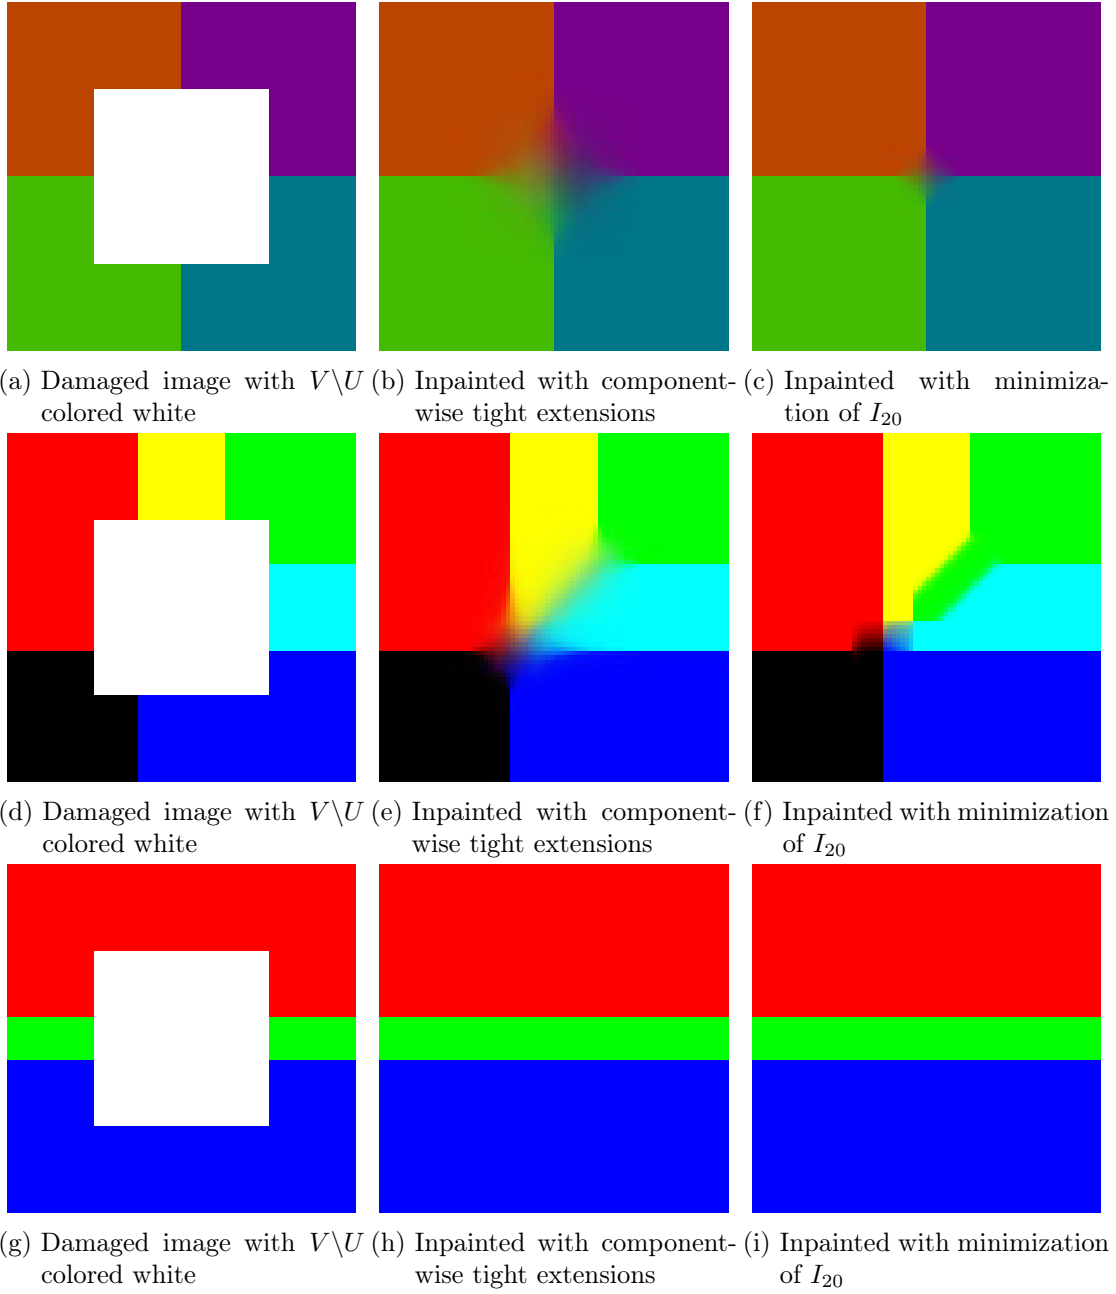 (a) Damaged image with V\U
colored white
(b) Inpainted with component-
wise tight extensions
(c) Inpainted with minimiza-
tion of I₂₀
(d) Damaged image with V\U
colored white
(e) Inpainted with component-
wise tight extensions
(f) Inpainted with minimization
of I₂₀
(g) Damaged image with V\U
colored white
(h) Inpainted with component-
wise tight extensions
(i) Inpainted with minimization
of I₂₀